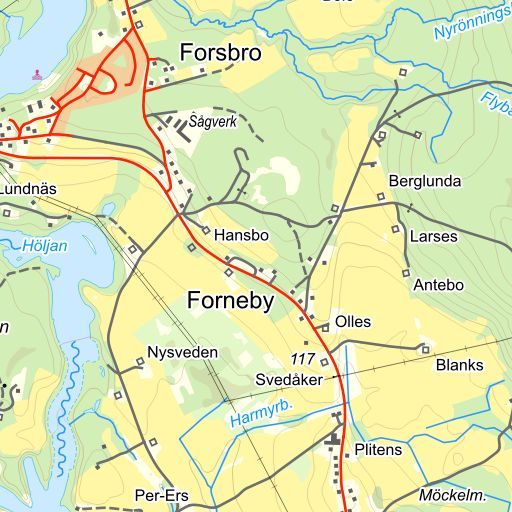 Nyrönnings
Forsbro
Flyba
Sågverk
Berglunda
Lundnäs
Höljan
Hansbo
Larses
Antebo
Forneby
Olles
Nysveden
117
Blanks
Svedåker
Harmyrb.
Plitens
Per-Ers
Möckelm.